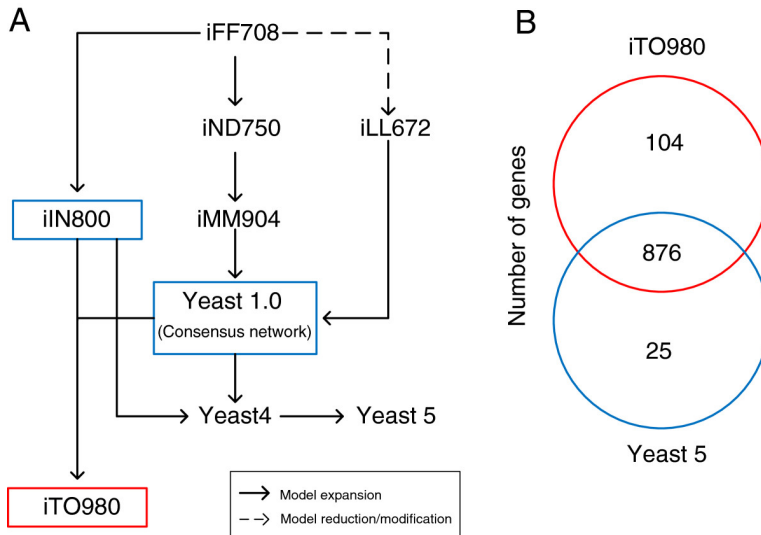 A
iFF708
iND750
iLL672
iIN800
iMM904
Yeast 1.0
(Consensus network)
Yeast4
Yeast 5
iTO980
Model expansion
Model reduction/modification
B
iTO980
Number of genes
104
876
25
Yeast 5